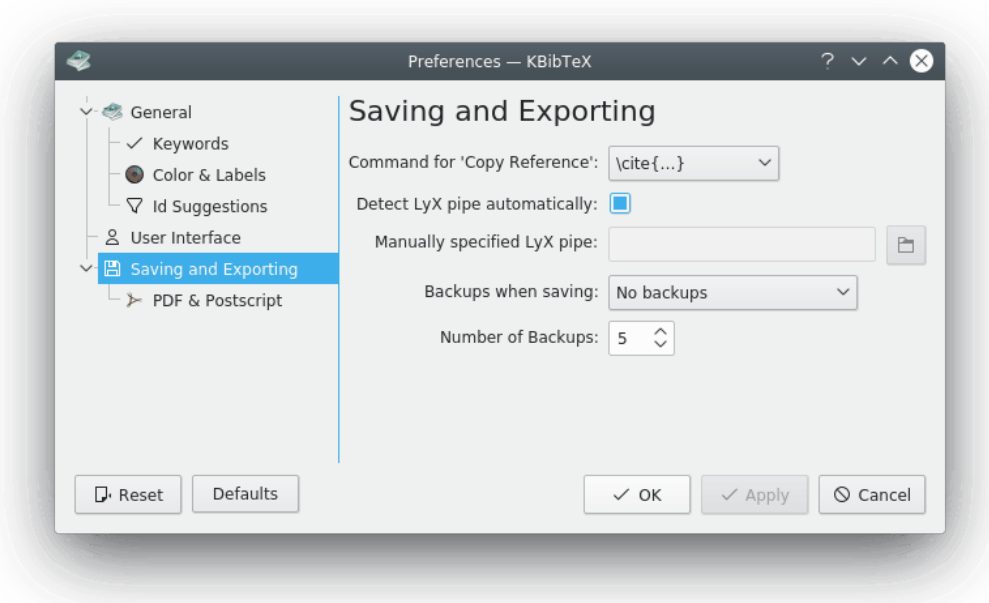 Preferences — KBibTeX
General
Keywords
Color & Labels
Id Suggestions
User Interface
Saving and Exporting
PDF & Postscript
Saving and Exporting
Command for 'Copy Reference': \cite{...}
Detect LyX pipe automatically:
Manually specified LyX pipe:
Backups when saving: No backups
Number of Backups: 5
Reset Defaults OK Apply Cancel